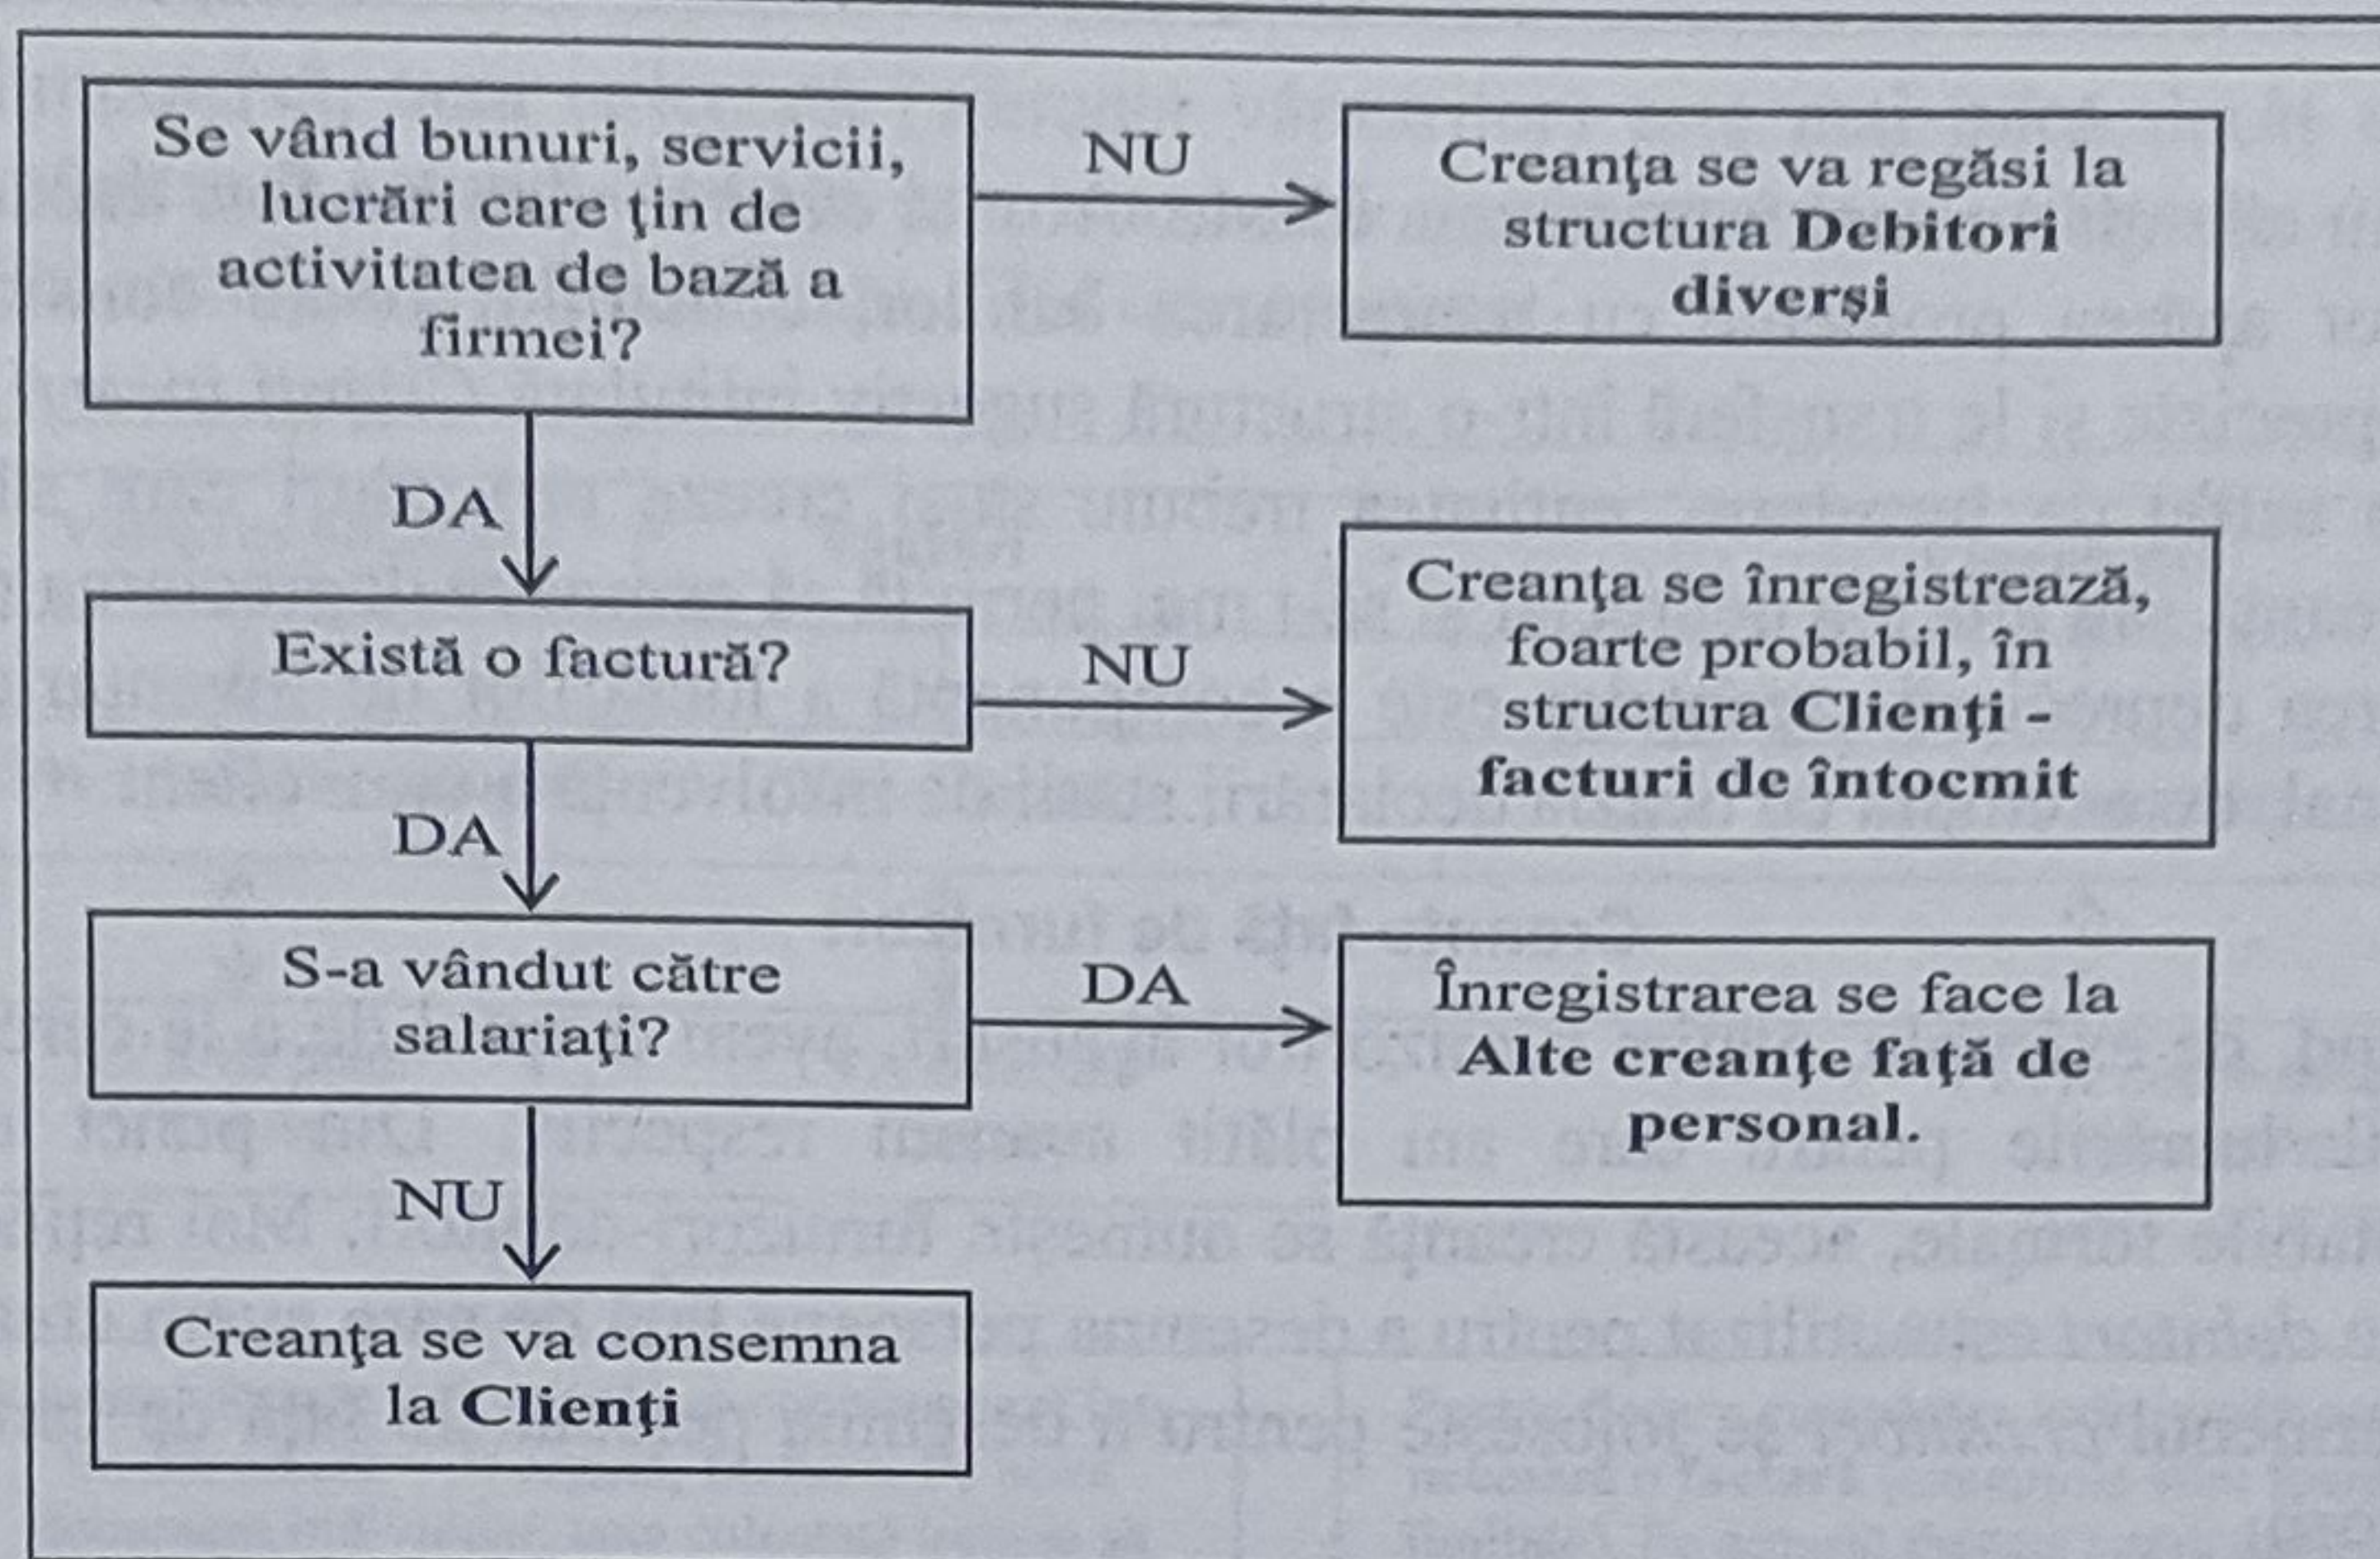 Se vând bunuri, servicii,
lucrări care ţin de
activitatea de bază a
firmei?
NU
Creanţa se va regăsi la
structura Debitori
diverşi
DA
Există o factură?
NU
Creanţa se înregistrează,
foarte probabil, în
structura Clienţi -
facturi de întocmit
DA
S-a vândut către
salariaţi?
DA
Înregistrarea se face la
Alte creanţe faţă de
personal.
NU
Creanţa se va consemna
la Clienţi